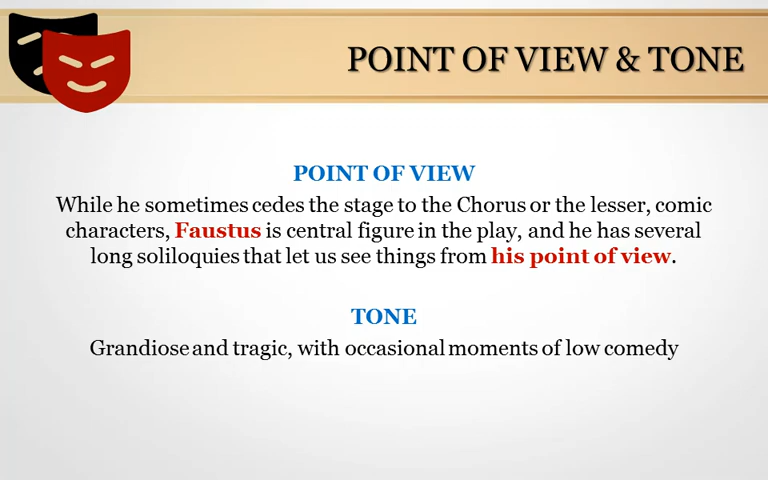 POINT OF VIEW & TONE
POINT OF VIEW
While he sometimes cedes the stage to the Chorus or the lesser, comic
characters, Faustus is central figure in the play, and he has several
long soliloquies that let us see things from his point of view.
TONE
Grandiose and tragic, with occasional moments of low comedy